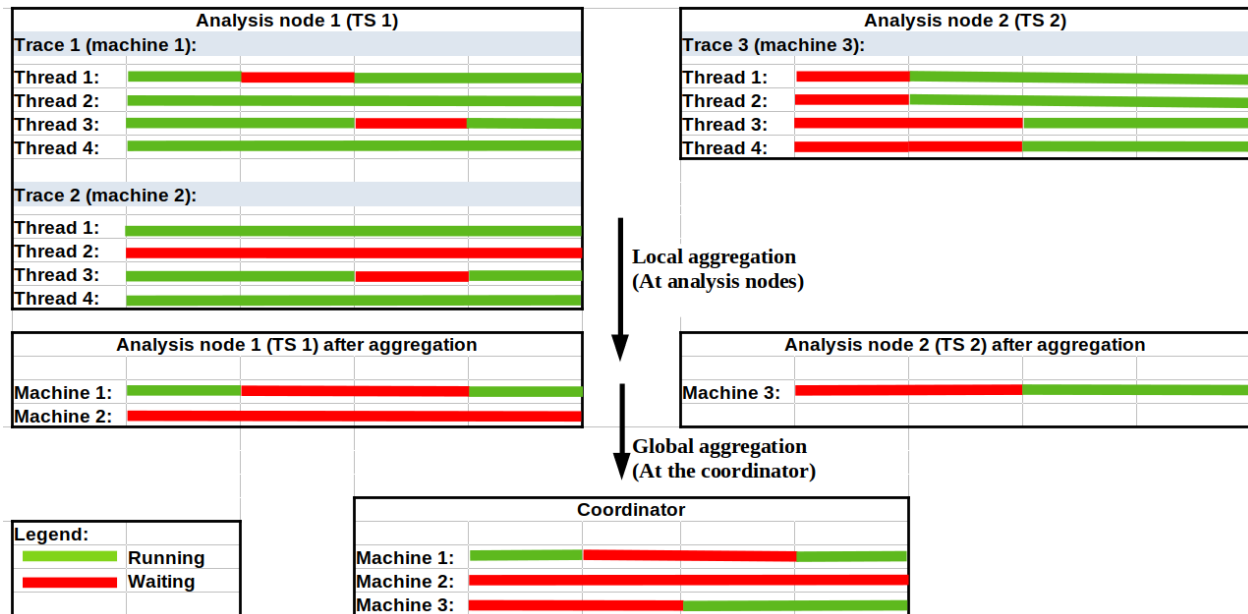 Analysis node 1 (TS 1)
Trace 1 (machine 1):
Thread 1:
Thread 2:
Thread 3:
Thread 4:
Trace 2 (machine 2):
Thread 1:
Thread 2:
Thread 3:
Thread 4:
Analysis node 2 (TS 2)
Trace 3 (machine 3):
Thread 1:
Thread 2:
Thread 3:
Thread 4:
Local aggregation
(At analysis nodes)
Analysis node 1 (TS 1) after aggregation
Machine 1:
Machine 2:
Analysis node 2 (TS 2) after aggregation
Machine 3:
Global aggregation
(At the coordinator)
Legend:
Running
Waiting
Coordinator
Machine 1:
Machine 2:
Machine 3: